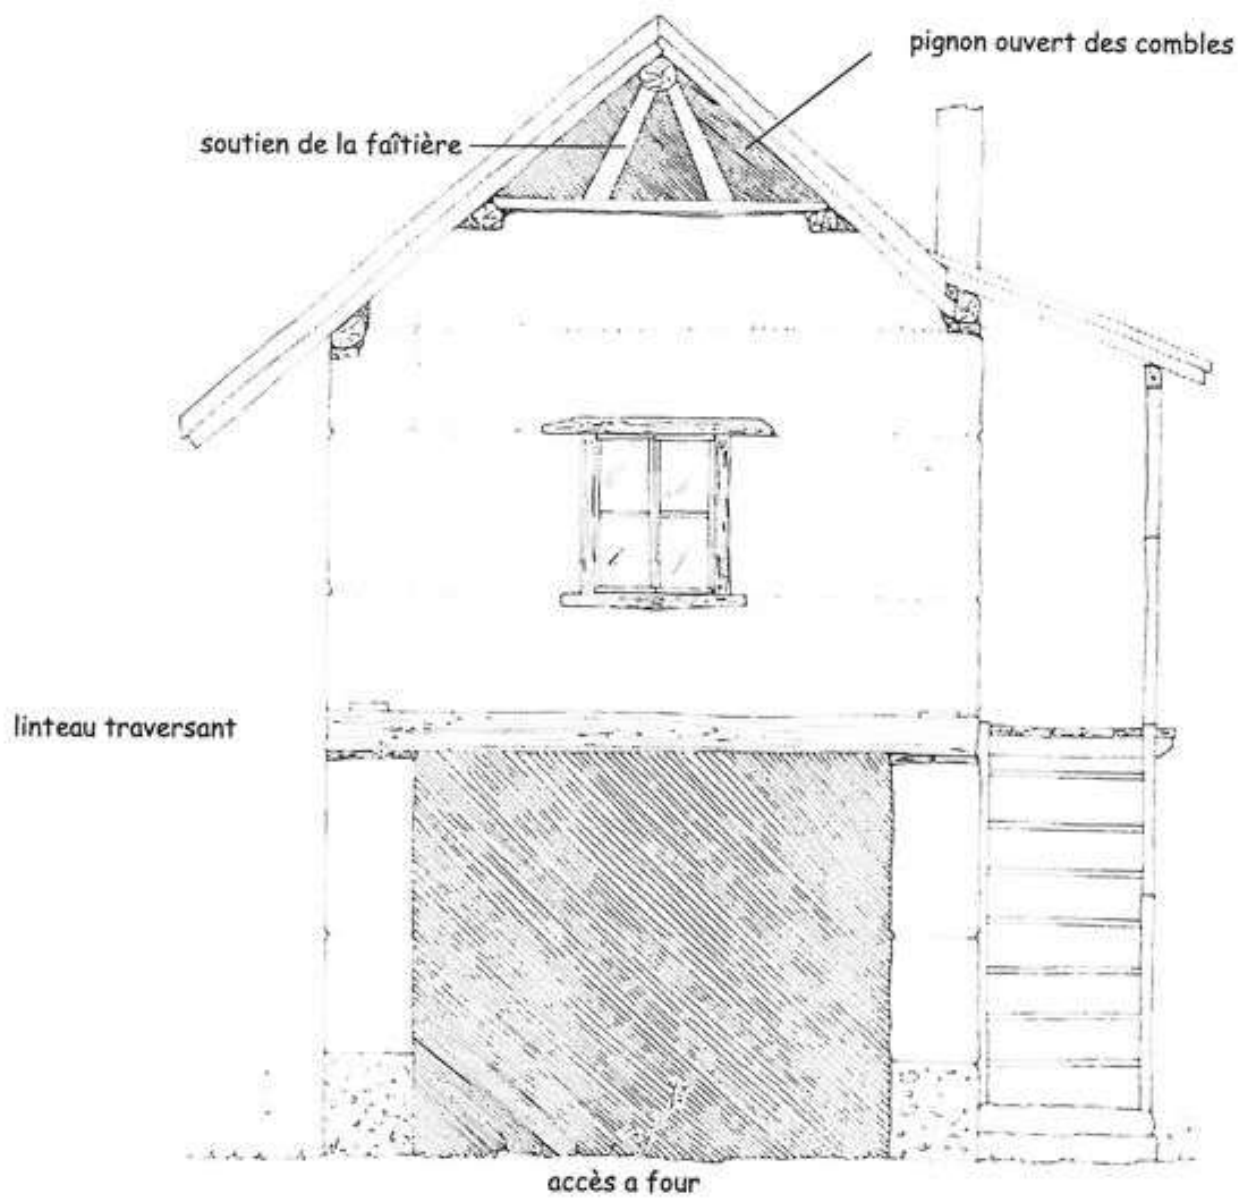 pignon ouvert des combles
soutien de la faîtière
linteau traversant
accès a four